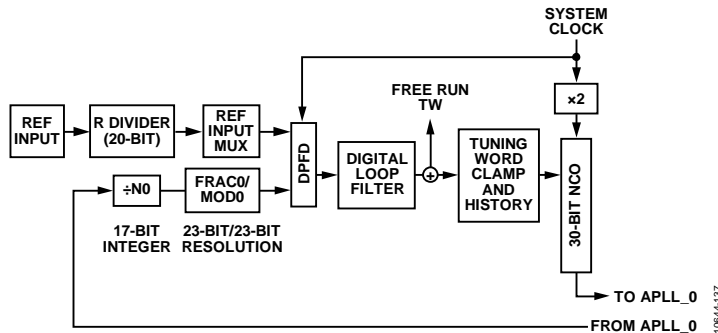 SYSTEM
CLOCK
FREE RUN
TW
×2
REF
INPUT
R DIVIDER
(20-BIT)
REF
INPUT
MUX
DPFD
DIGITAL
LOOP
FILTER
+
TUNING
WORD
CLAMP
AND
HISTORY
30-BIT NCO
÷N0
FRAC0/
MOD0
17-BIT
INTEGER
23-BIT/23-BIT
RESOLUTION
TO APLL_0
FROM APLL_0
10644-137